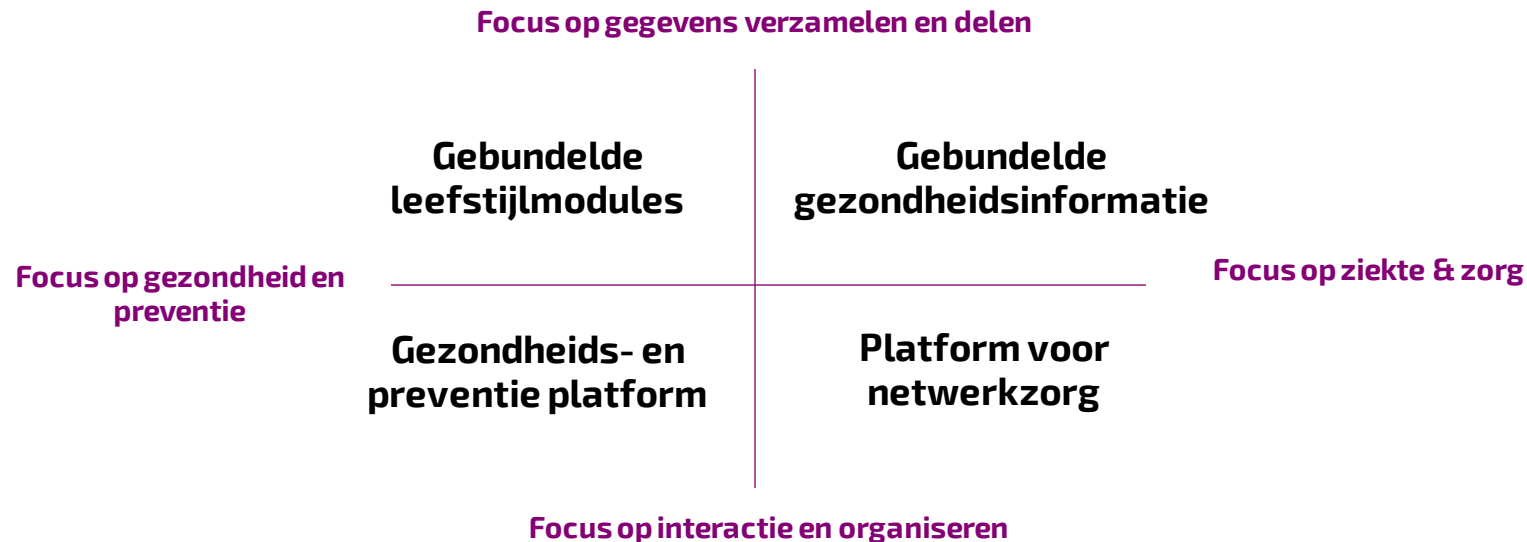 Focus op gegevens verzamelen en delen
Gebundelde
leefstijlmodules
Gebundelde
gezondheidsinformatie
Focus op gezondheid en
preventie
Focus op ziekte & zorg
Gezondheids- en
preventie platform
Platform voor
netwerkzorg
Focus op interactie en organiseren